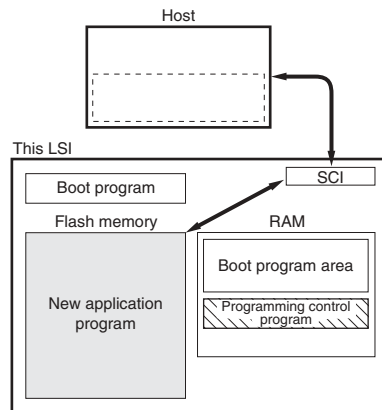 Host
This LSI
SCI
Boot program
Flash memory
RAM
Boot program area
New application
program
Programming control
program